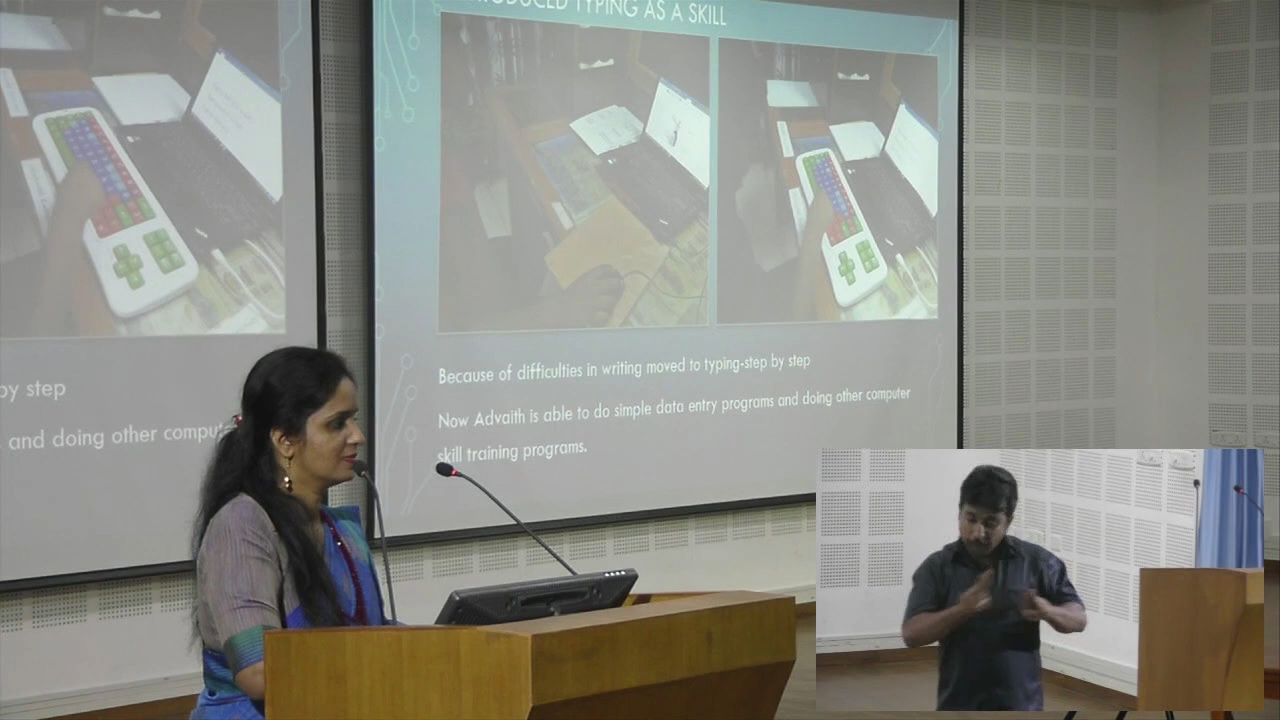 TYPING AS A SKILL
by step
and doing other
Because of difficulties in writing moved to typing-step by step
Now Advaith is able to do simple data entry programs and doing other computer
skill training programs.